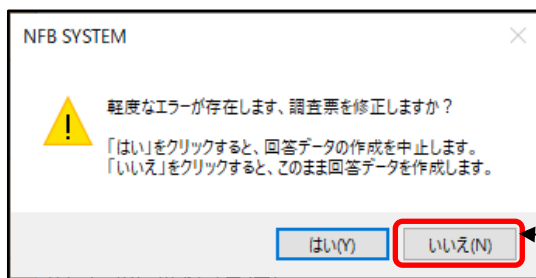 NFB SYSTEM
軽度なエラーが存在します、調査票を修正しますか？
「はい」をクリックすると、回答データの作成を中止します。
「いいえ」をクリックすると、このまま回答データを作成します。
はい(Y)
いいえ(N)